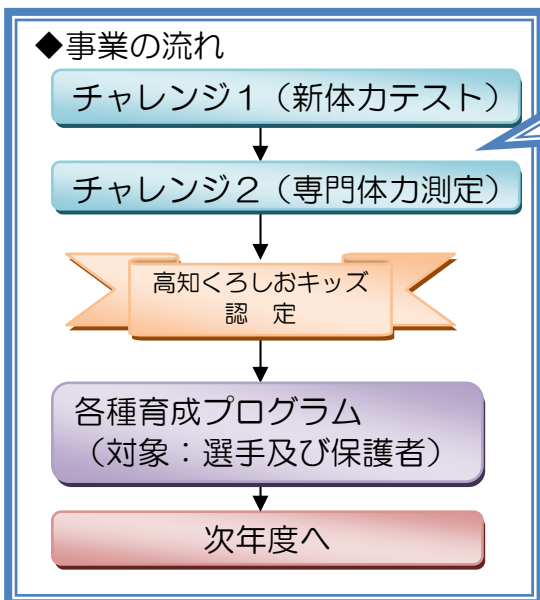 ◆事業の流れ
チャレンジ１（新体力テスト）
チャレンジ２（専門体力測定）
高知くろしおキッズ
認　定
各種育成プログラム
（対象：選手及び保護者）
次年度へ